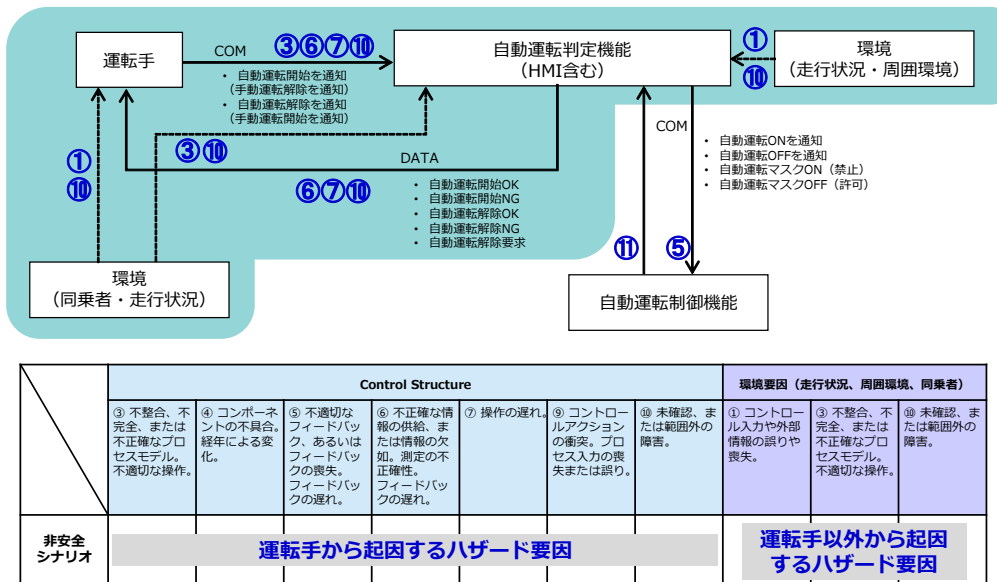 運転手
COM
③⑥⑦⑩
・ 自動運転開始を通知
（手動運転解除を通知）
・ 自動運転解除を通知
（手動運転開始を通知）
自動運転判定機能
（HMI含む）
①
⑩
環境
（走行状況・周囲環境）
COM
・ 自動運転ONを通知
・ 自動運転OFFを通知
・ 自動運転マスクON（禁止）
・ 自動運転マスクOFF（許可）
①
⑩
③⑩
DATA
⑥⑦⑩
・ 自動運転開始OK
・ 自動運転開始NG
・ 自動運転解除OK
・ 自動運転解除NG
・ 自動運転解除要求
⑪
⑤
環境
（同乗者・走行状況）
自動運転制御機能
Control Structure
環境要因（走行状況、周囲環境、同乗者）
③ 不整合、不
完全、または
不正確なプロ
セスモデル。
不適切な操作。
④ コンポーネ
ントの不具合。
経年による変
化。
⑤ 不適切な
フィードバッ
ク、あるいは
フィードバック
の喪失。
フィードバッ
クの遅れ。
⑥ 不正確な情
報の供給、ま
たは情報の欠
如。測定の不
正確性。
フィードバッ
クの遅れ。
⑦ 操作の遅れ。
⑨ コントロー
ルアクション
の衝突。プロ
セス入力の喪
失または誤り。
⑩ 未確認、ま
たは範囲外の
障害。
① コントロー
ル入力や外部
情報の誤りや
喪失。
③ 不整合、不
完全、または
不正確なプロ
セスモデル。
不適切な操作。
⑩ 未確認、ま
たは範囲外の
障害。
非安全
シナリオ
運転手から起因するハザード要因
運転手以外から起因
するハザード要因